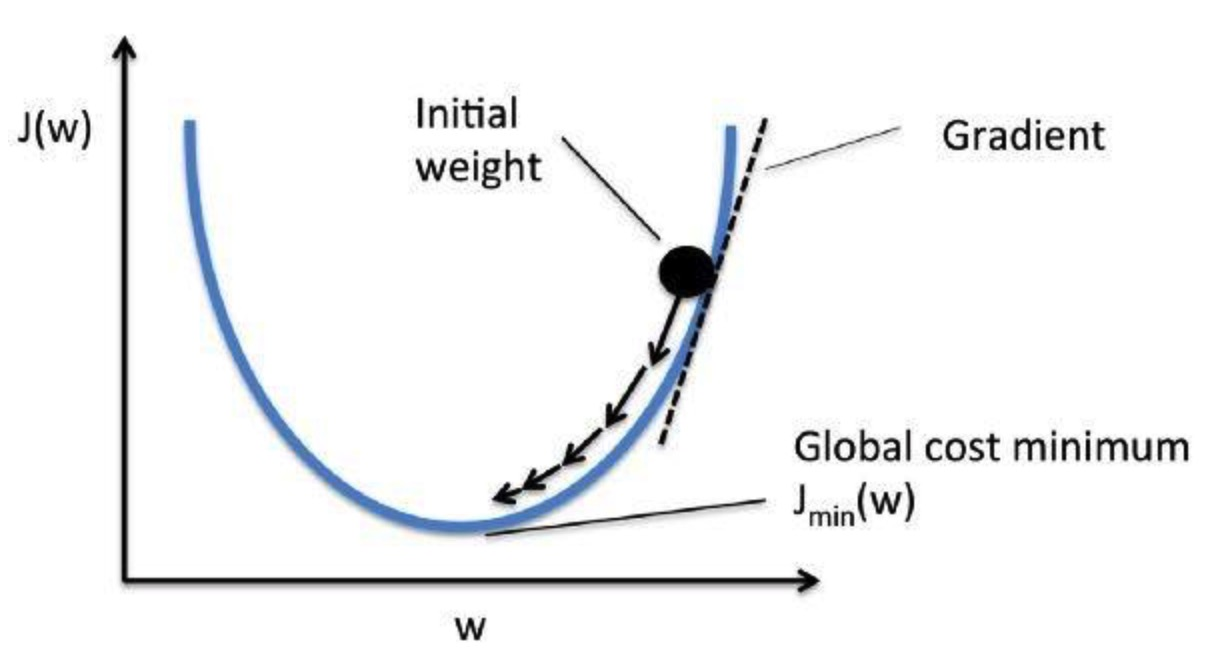 J(w)
Initial
weight
Gradient
Global cost minimum
Jmin(w)
w